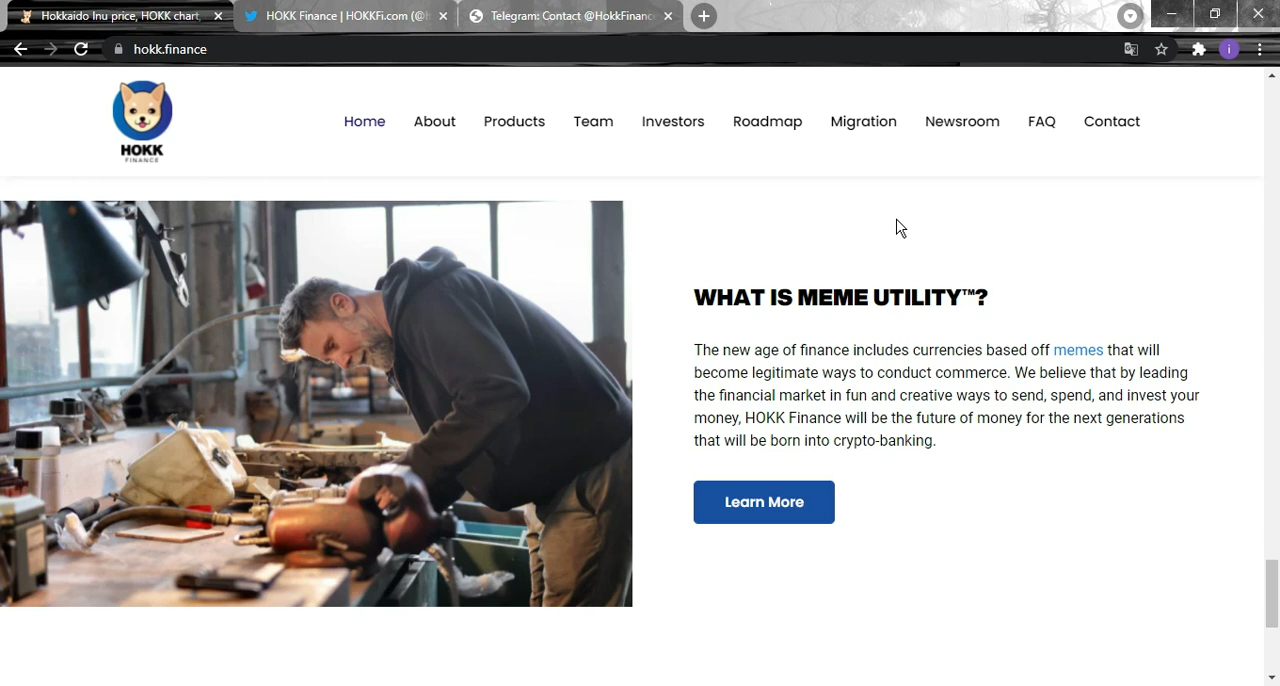 Hokkaido Inu price, HOKK chart,
HOKK Finance | HOKKFi.com (@h
Telegram: Contact @HokkFinance
hokk.finance
i
HOKK
FINANCE
Home
About
Products
Team
Investors
Roadmap
Migration
Newsroom
FAQ
Contact
WHAT IS MEME UTILITY™?
The new age of finance includes currencies based off memes that will
become legitimate ways to conduct commerce. We believe that by leading
the financial market in fun and creative ways to send, spend, and invest your
money, HOKK Finance will be the future of money for the next generations
that will be born into crypto-banking.
Learn More